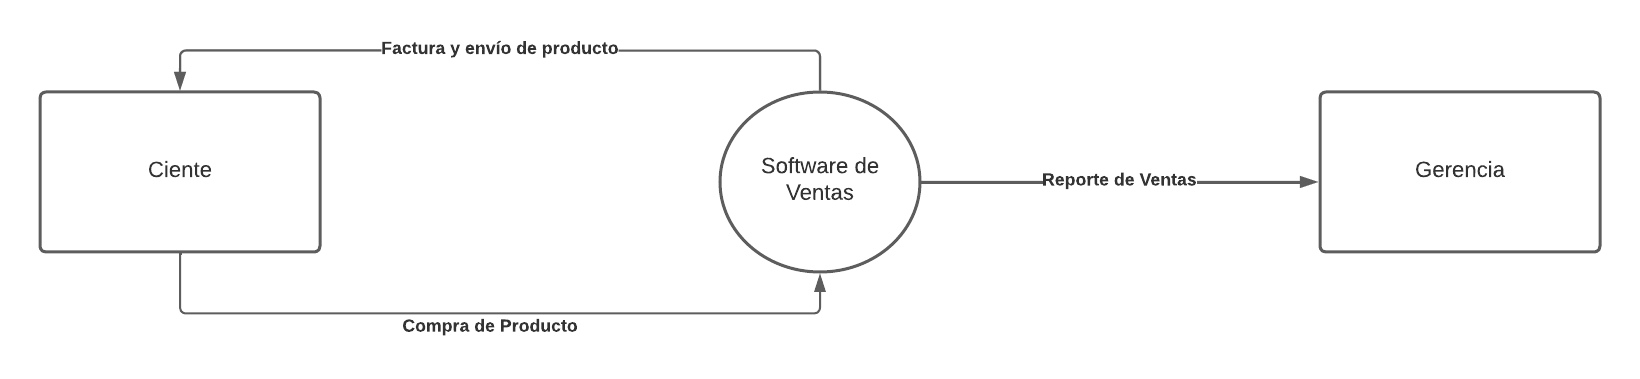 Factura y envío de producto
Ciente
Software de
Ventas
Reporte de Ventas
Gerencia
Compra de Producto